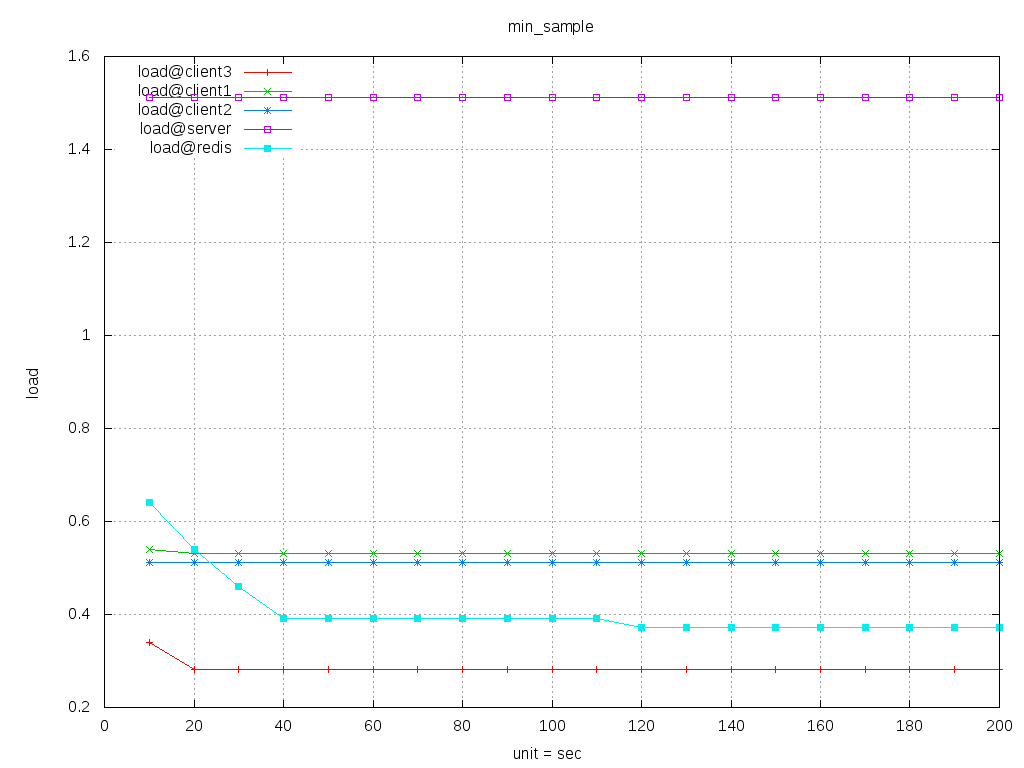 min_sample
1.6
1.4
1.2
1
0.8
0.6
0.4
0.2
load
load@client3
load@client1
load@client2
load@server
load@redis
0 20 40 60 80 100 120 140 160 180 200
unit = sec